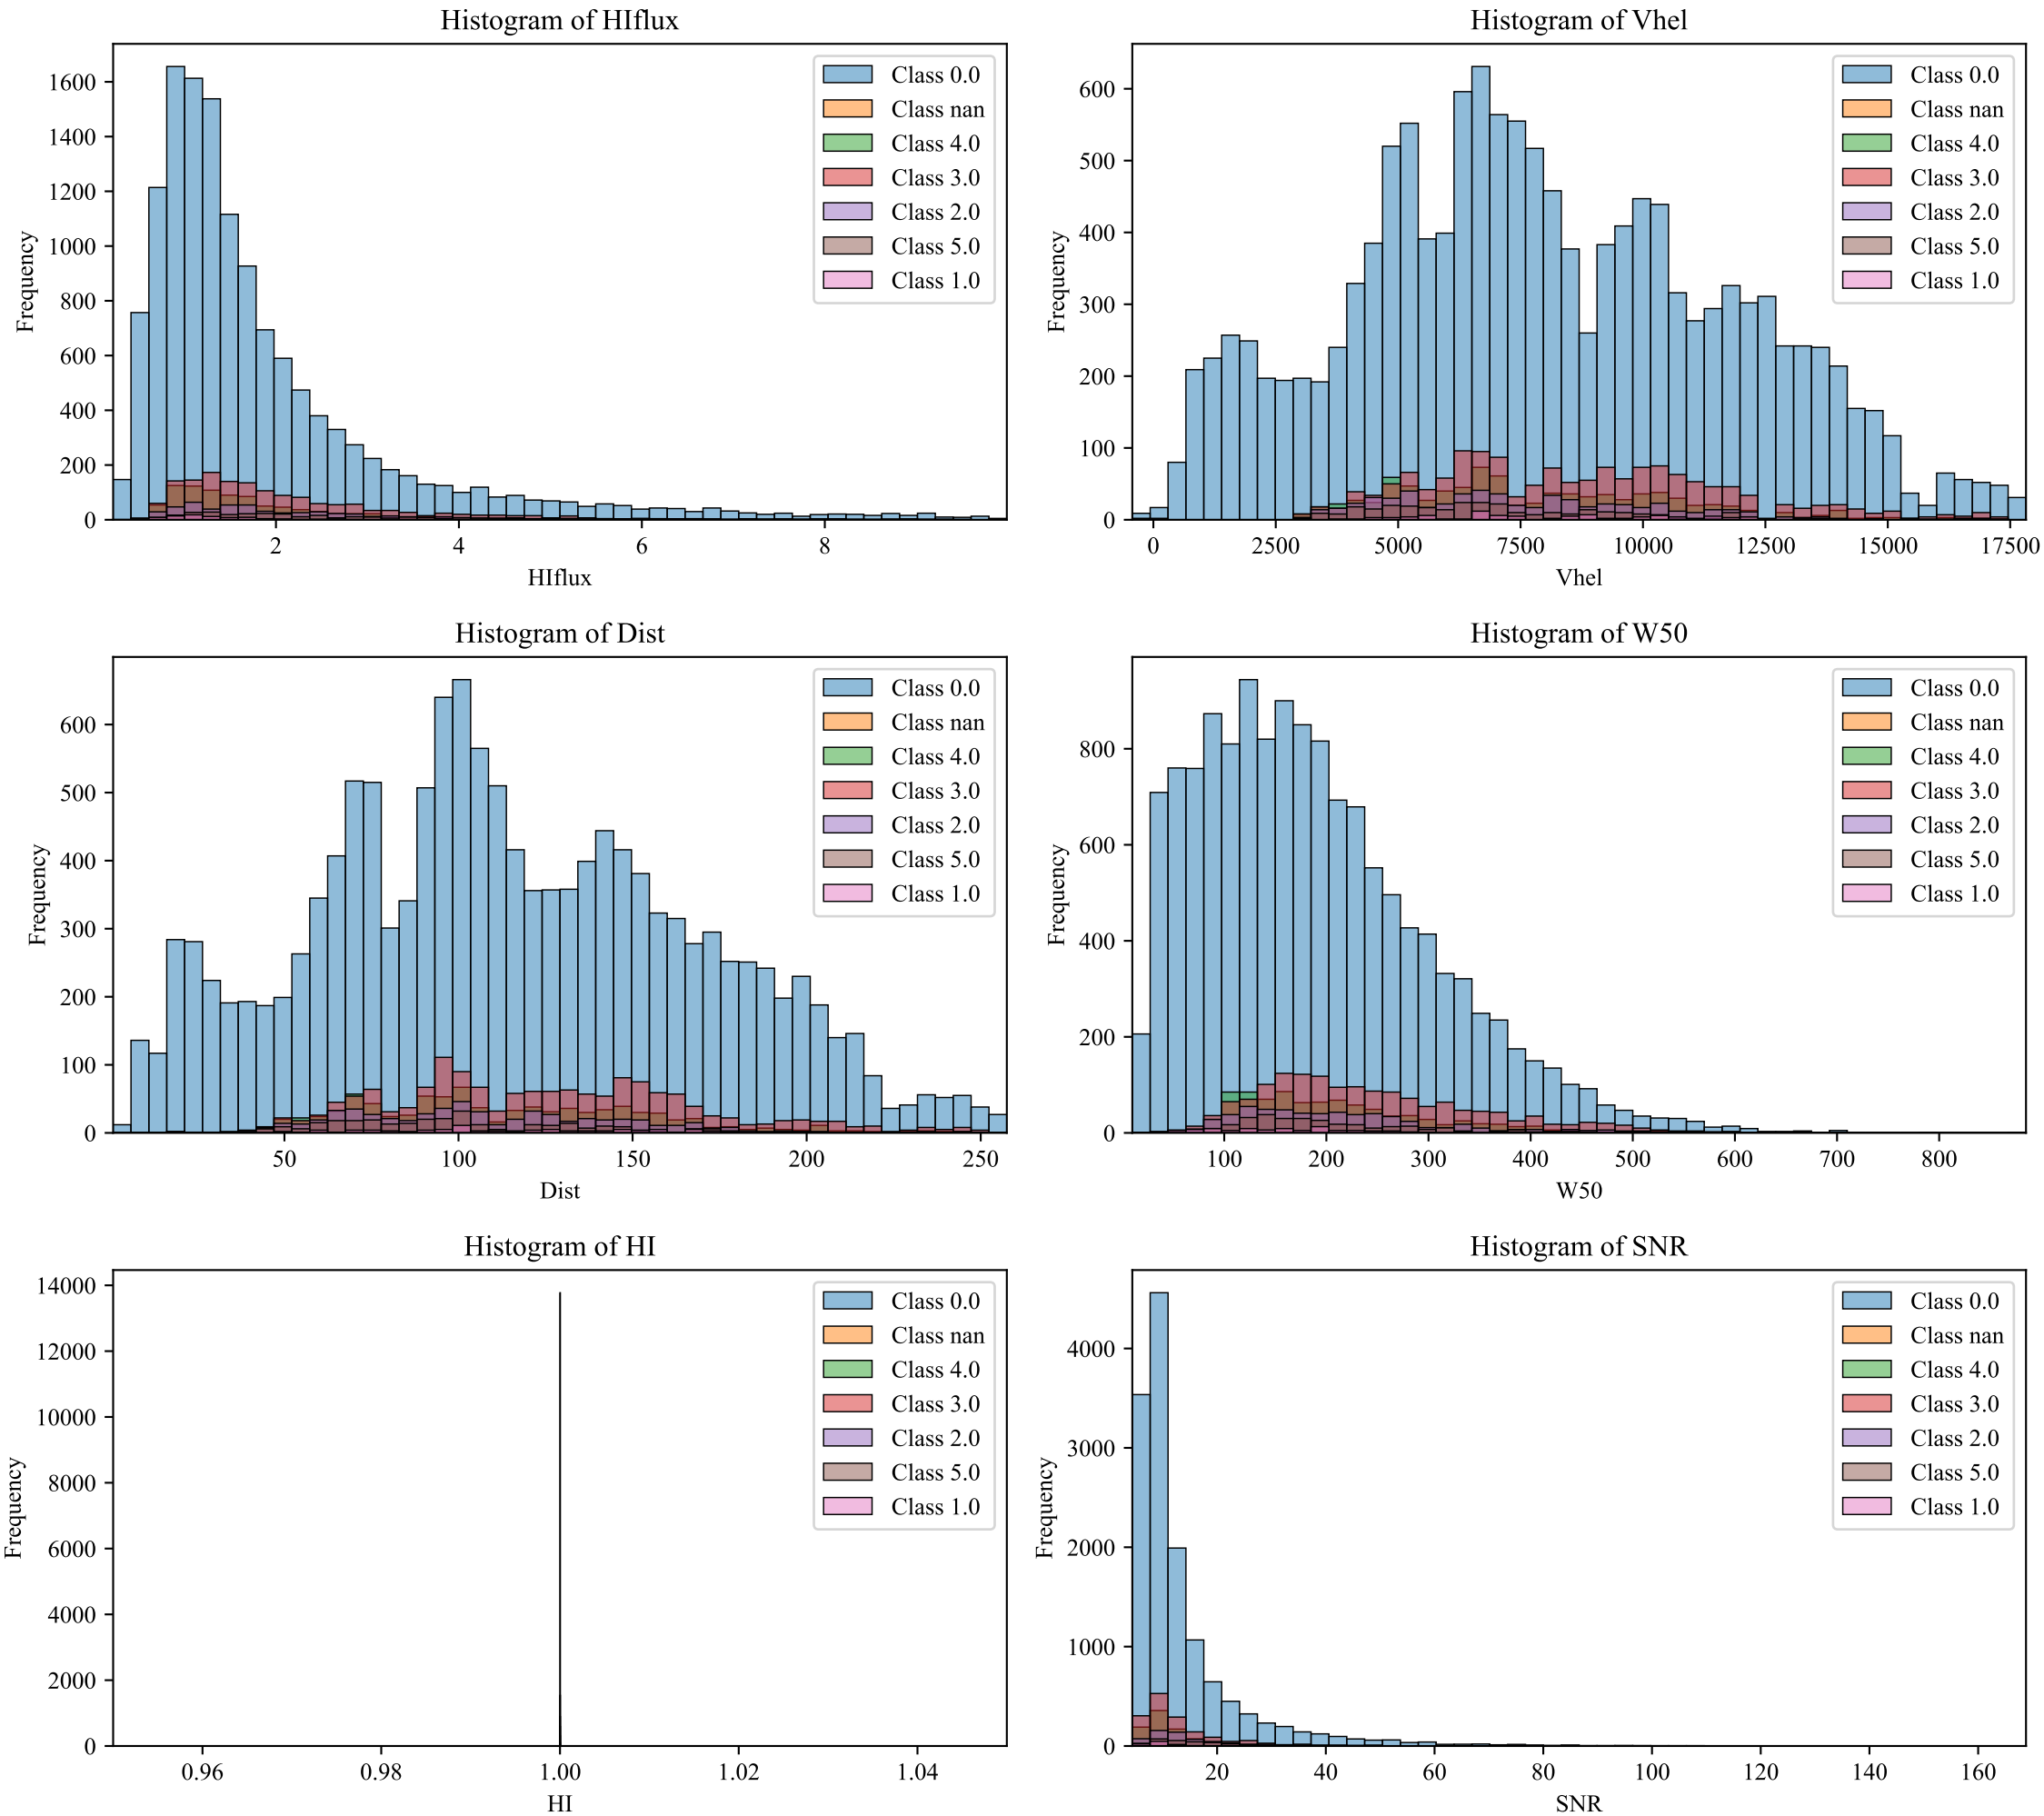 Histogram of HIflux
Frequency
1600
1400
1200
1000
800
600
400
200
0
2 4 6 8
HIflux
Class 0.0
Class nan
Class 4.0
Class 3.0
Class 2.0
Class 5.0
Class 1.0
Histogram of Vhel
Frequency
600
500
400
300
200
100
0
0 2500 5000 7500 10000 12500 15000 17500
Vhel
Class 0.0
Class nan
Class 4.0
Class 3.0
Class 2.0
Class 5.0
Class 1.0
Histogram of Dist
Frequency
600
500
400
300
200
100
0
50 100 150 200 250
Dist
Class 0.0
Class nan
Class 4.0
Class 3.0
Class 2.0
Class 5.0
Class 1.0
Histogram of W50
Frequency
800
600
400
200
0
100 200 300 400 500 600 700 800
W50
Class 0.0
Class nan
Class 4.0
Class 3.0
Class 2.0
Class 5.0
Class 1.0
Histogram of HI
Frequency
14000
12000
10000
8000
6000
4000
2000
0
0.96 0.98 1.00 1.02 1.04
HI
Class 0.0
Class nan
Class 4.0
Class 3.0
Class 2.0
Class 5.0
Class 1.0
Histogram of SNR
Frequency
4000
3000
2000
1000
0
20 40 60 80 100 120 140 160
SNR
Class 0.0
Class nan
Class 4.0
Class 3.0
Class 2.0
Class 5.0
Class 1.0